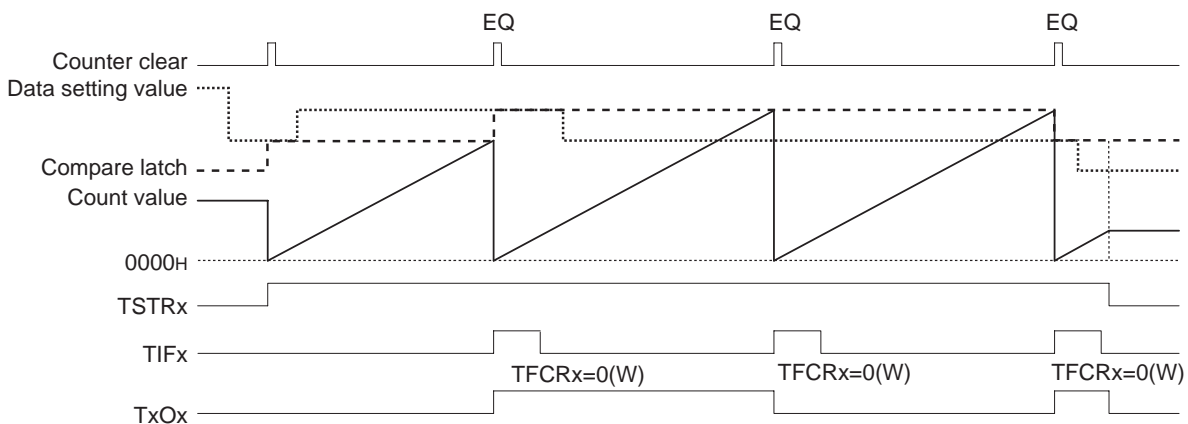 EQ EQ EQ
Counter clear
Data setting value
Compare latch
Count value
0000H
TSTRx
TIFx
TFCRx=0(W) TFCRx=0(W) TFCRx=0(W)
TxOx